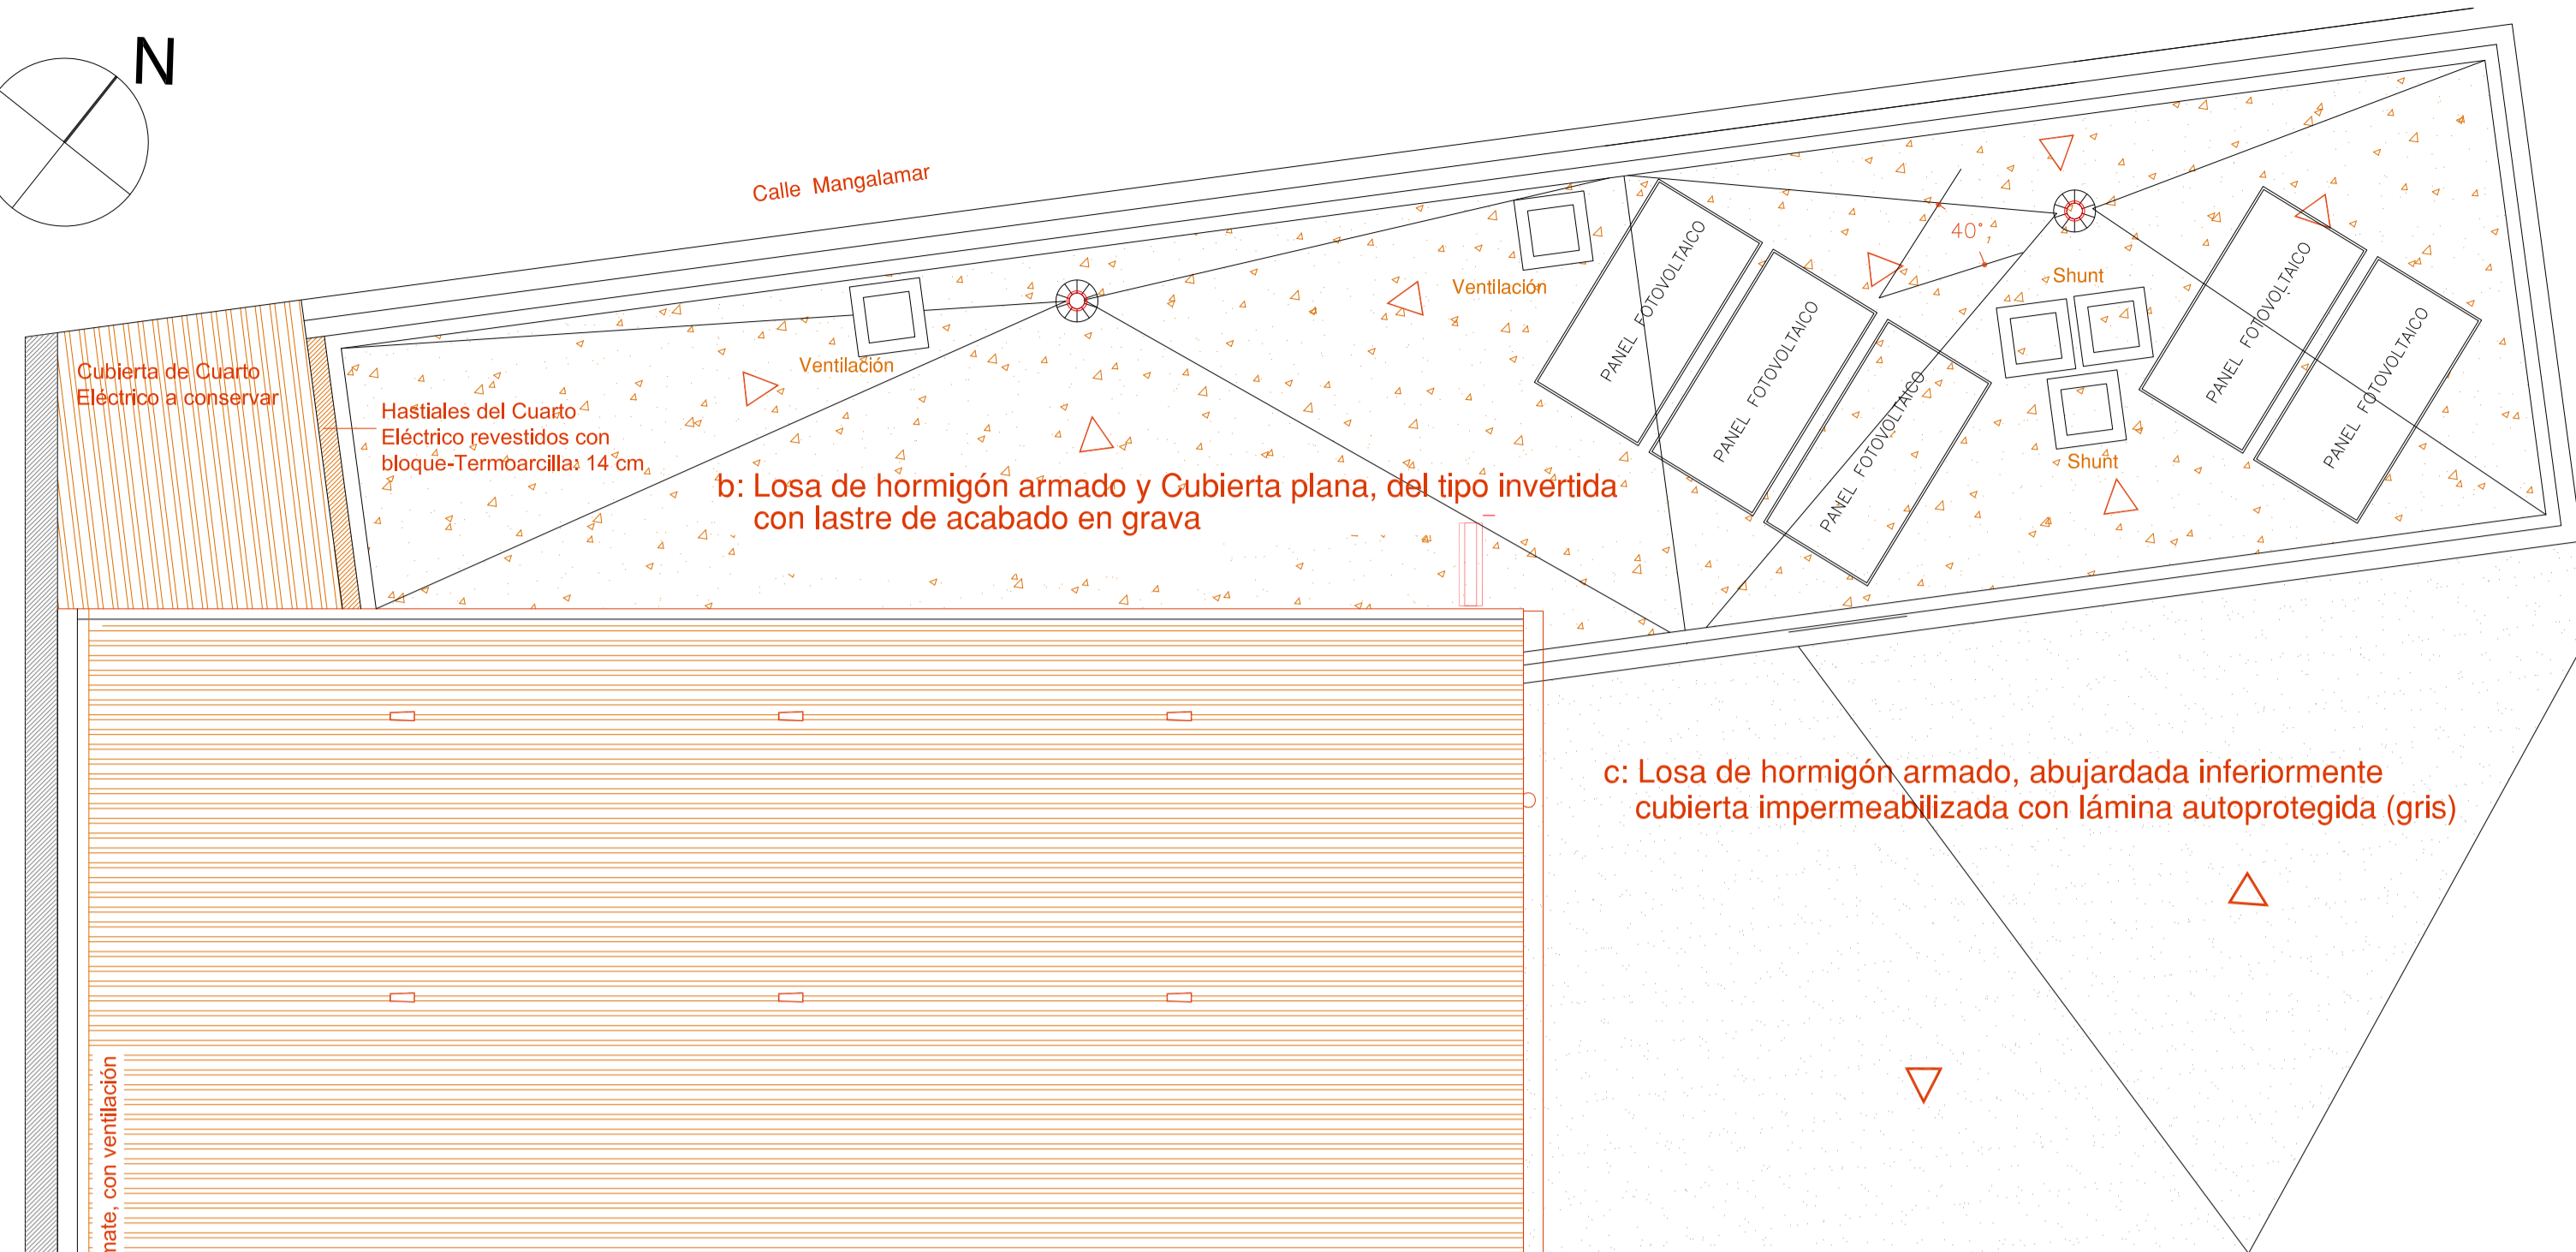 N
Calle Mangalamar
Cubierta de Cuarto
Eléctrico a conservar
Hastiales del Cuarto
Eléctrico revestidos con
bloque-Termoarcilla: 14 cm
Ventilación
Ventilación
40°
Shunt
Shunt
PANEL FOTOVOLTAICO
PANEL FOTOVOLTAICO
PANEL FOTOVOLTAICO
PANEL FOTOVOLTAICO
PANEL FOTOVOLTAICO
b: Losa de hormigón armado y Cubierta plana, del tipo invertida
con lastre de acabado en grava
c: Losa de hormigón armado, abujardada inferiormente
cubierta impermeabilizada con lámina autoprotegida (gris)
mate, con ventilación